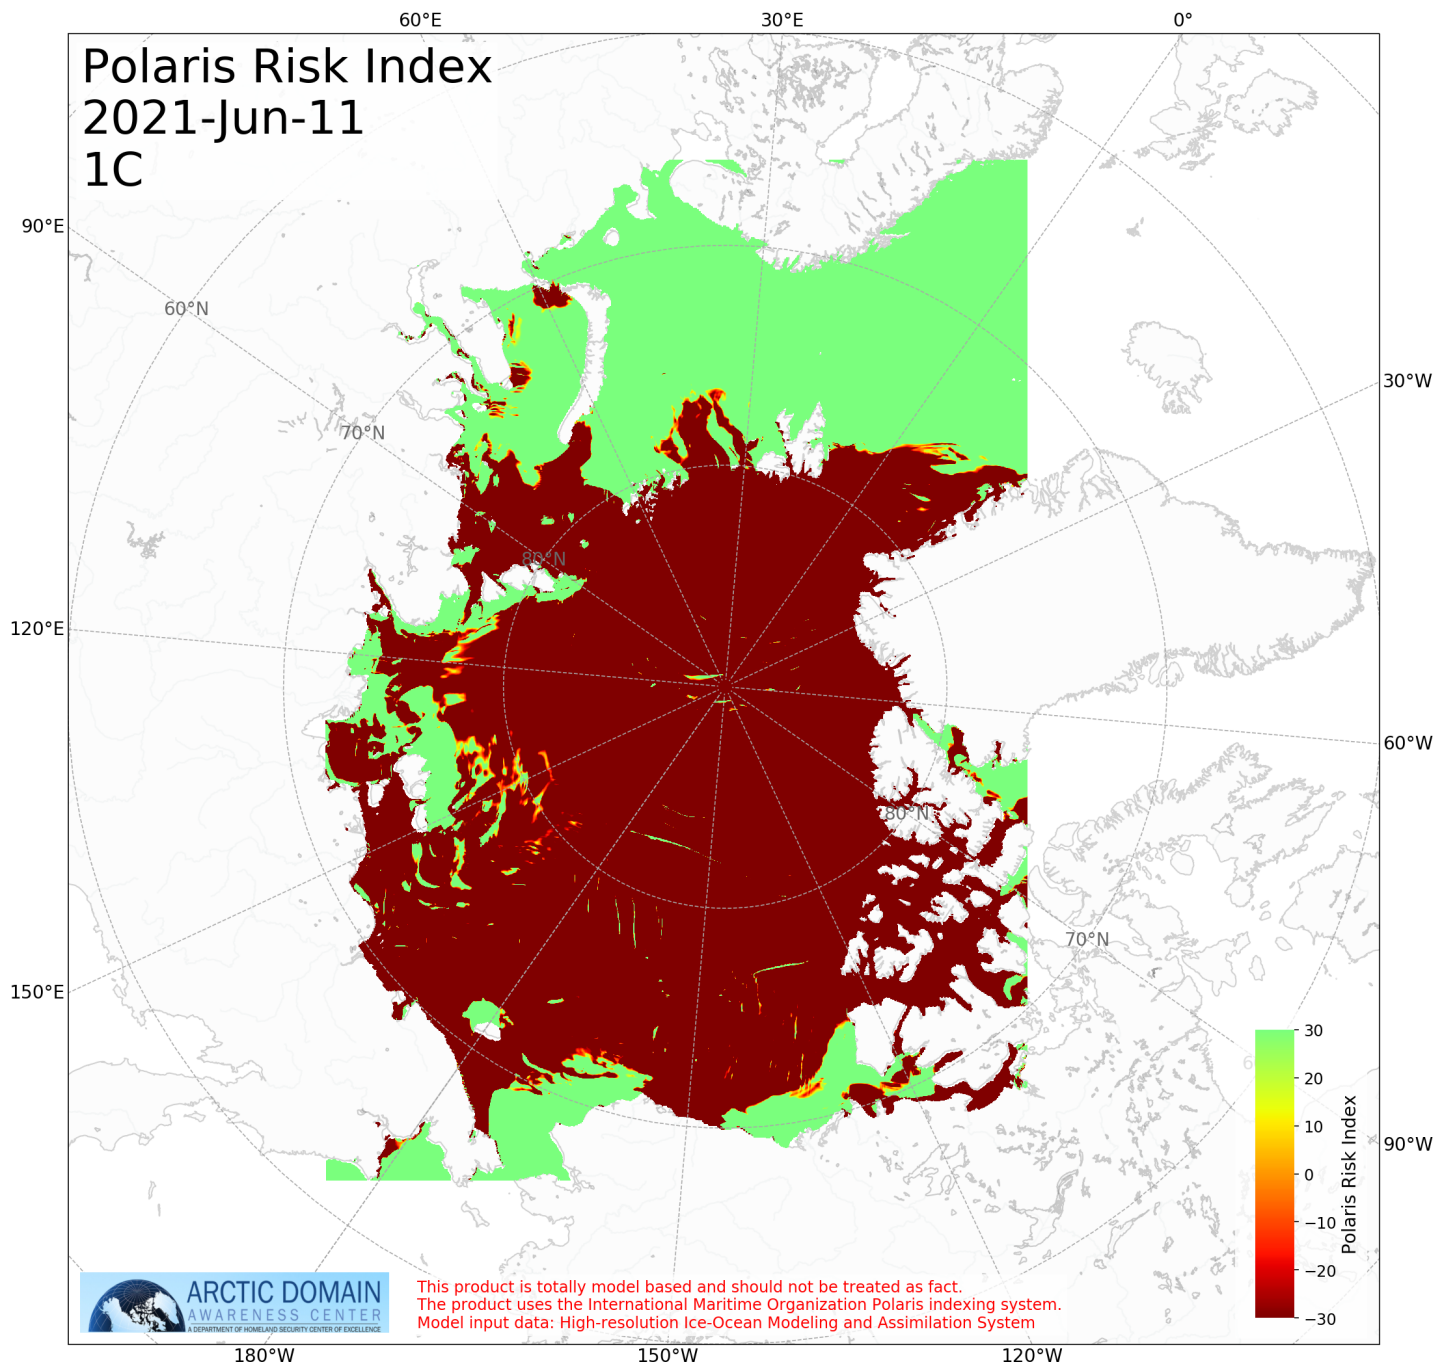 60°E
30°E
0°
Polaris Risk Index
2021-Jun-11
1C
90°E
60°N
30°W
70°N
80°N
120°E
60°W
80°N
70°N
150°E
30
20
10
0
−10
−20
−30
Polaris Risk Index
90°W
ARCTIC DOMAIN
AWARENESS CENTER
A DEPARTMENT OF HOMELAND SECURITY CENTER OF EXCELLENCE
This product is totally model based and should not be treated as fact.
The product uses the International Maritime Organization Polaris indexing system.
Model input data: High-resolution Ice-Ocean Modeling and Assimilation System
180°W
150°W
120°W